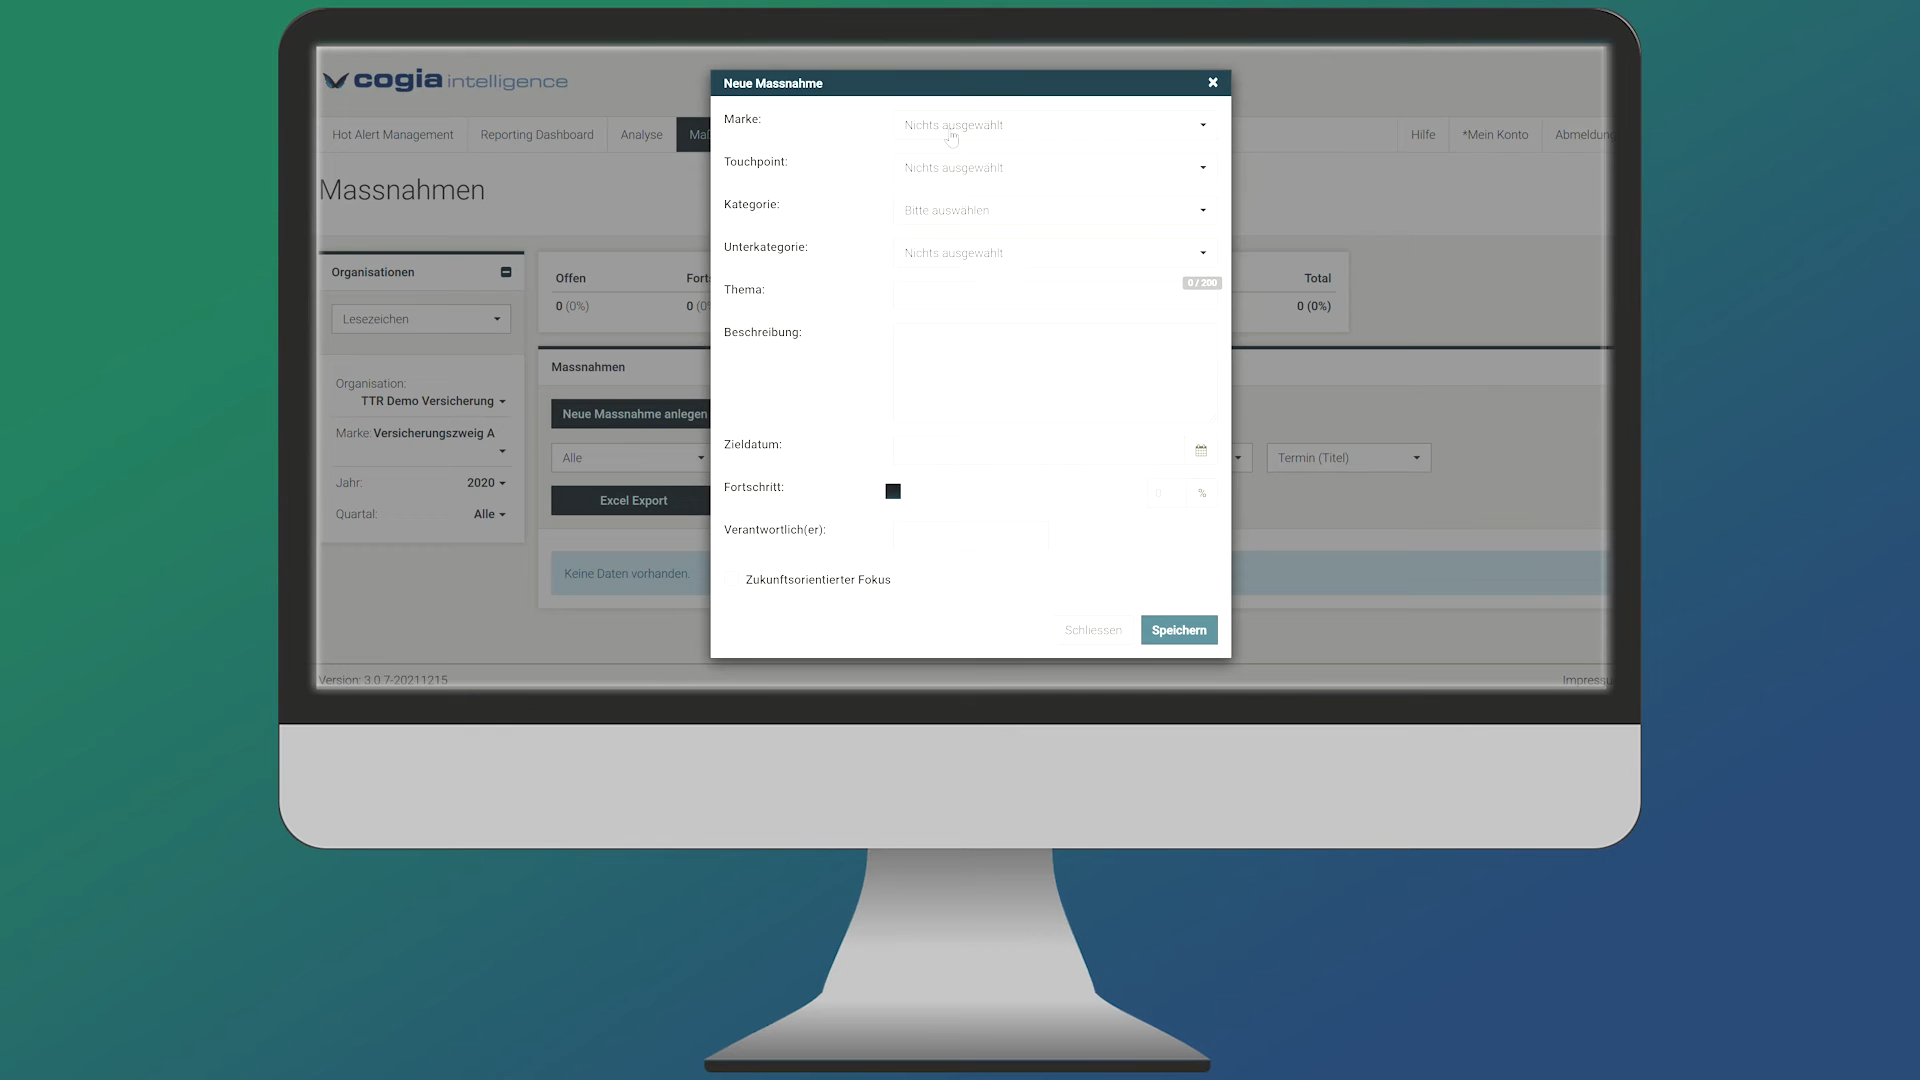 cogia intelligence
Hot Alert Management
Reporting Dashboard
Analyse
Hilfe
*Mein Konto
Massnahmen
Organisationen
Lesezeichen
Organisation:
TTR Demo Versicherung
Marke: Versicherungszweig A
Jahr: 2020
Quartal: Alle
Offen
0 (0%)
Total
0 (0%)
Massnahmen
Neue Massnahme anlegen
Alle
Termin (Titel)
Excel Export
Keine Daten vorhanden.
Neue Massnahme
Marke: Nichts ausgewählt
Touchpoint: Nichts ausgewählt
Kategorie: Bitte auswählen
Unterkategorie: Nichts ausgewählt
Thema: 0 / 200
Beschreibung:
Zieldatum:
Fortschritt: 0 %
Verantwortlich(er):
Zukunftsorientierter Fokus
Schliessen
Speichern
Version: 3.0.7-20211215